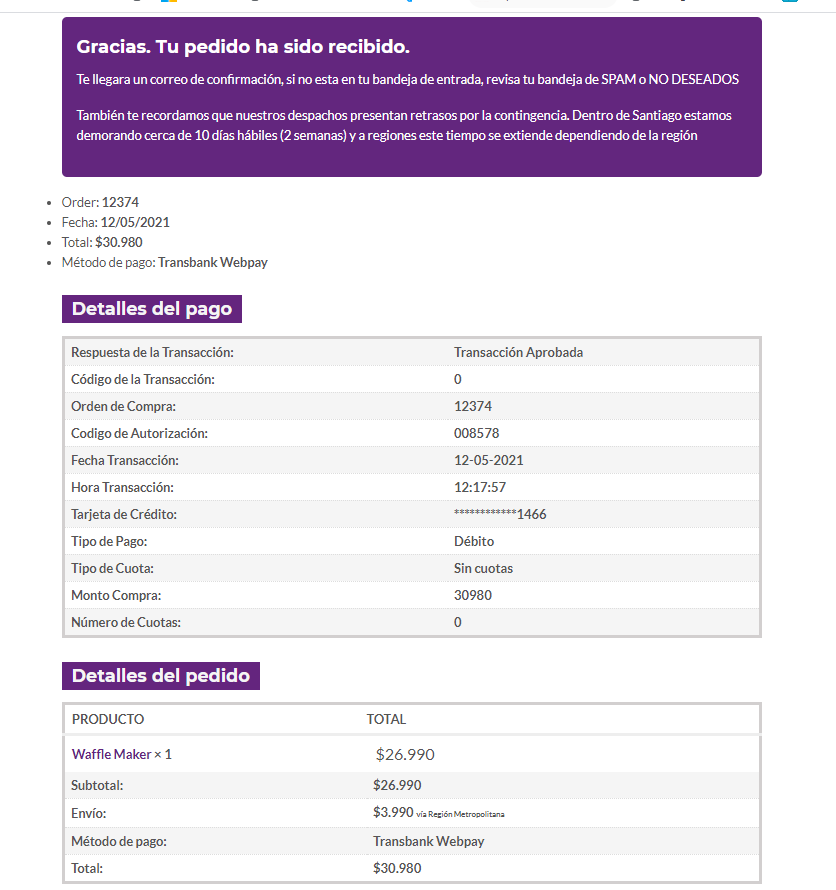 Gracias. Tu pedido ha sido recibido.
Te llegara un correo de confirmación, si no esta en tu bandeja de entrada, revisa tu bandeja de SPAM o NO DESEADOS
También te recordamos que nuestros despachos presentan retrasos por la contingencia. Dentro de Santiago estamos
demorando cerca de 10 días hábiles (2 semanas) y a regiones este tiempo se extiende dependiendo de la región
• Order: 12374
• Fecha: 12/05/2021
• Total: $30.980
• Método de pago: Transbank Webpay
Detalles del pago
Respuesta de la Transacción: Transacción Aprobada
Código de la Transacción: 0
Orden de Compra: 12374
Codigo de Autorización: 008578
Fecha Transacción: 12-05-2021
Hora Transacción: 12:17:57
Tarjeta de Crédito: ************1466
Tipo de Pago: Débito
Tipo de Cuota: Sin cuotas
Monto Compra: 30980
Número de Cuotas: 0
Detalles del pedido
PRODUCTO TOTAL
Waffle Maker × 1 $26.990
Subtotal: $26.990
Envío: $3.990 vía Región Metropolitana
Método de pago: Transbank Webpay
Total: $30.980